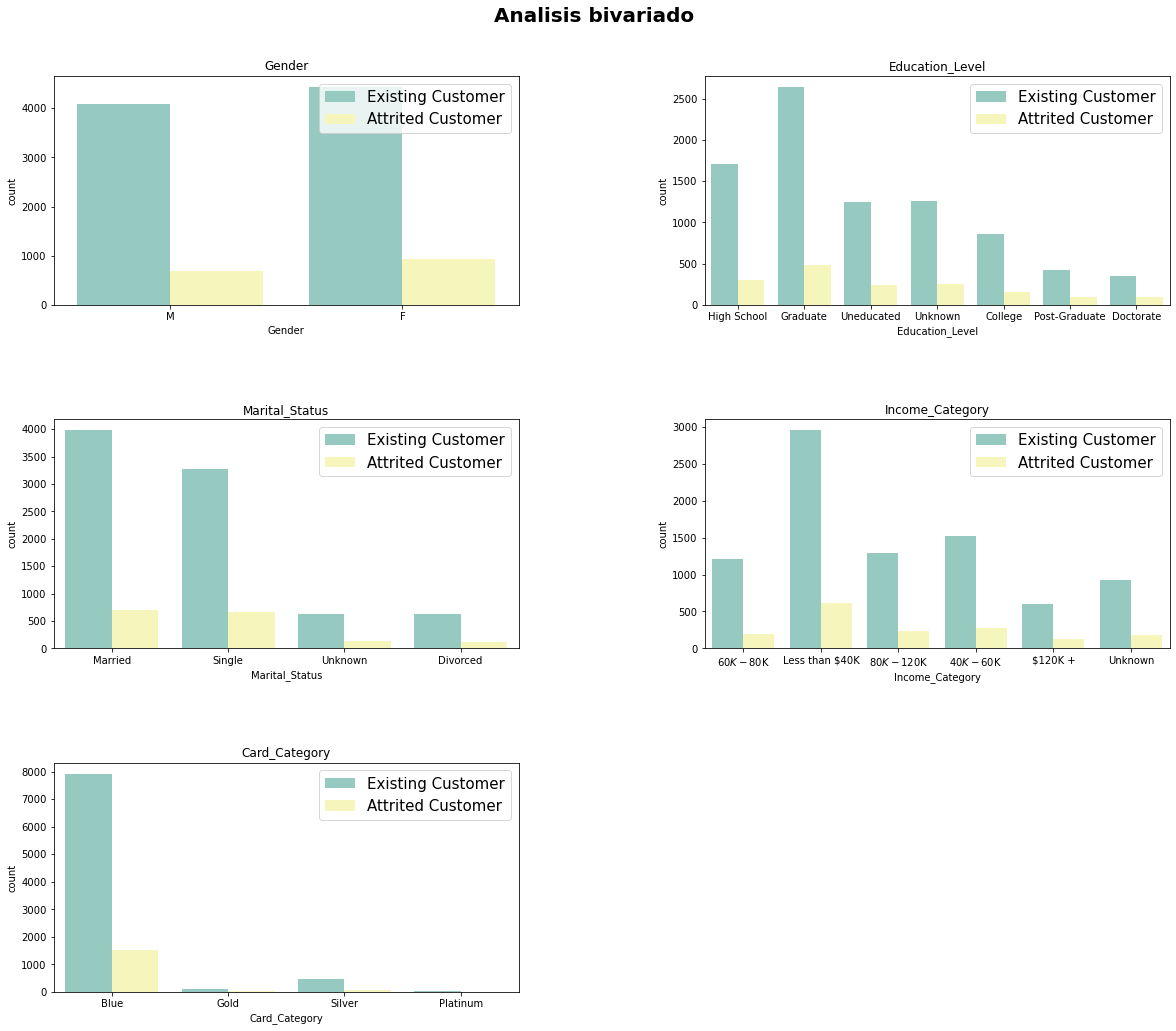 Analisis bivariado
Gender
Existing Customer
Attrited Customer
4000
3000
2000
1000
0
count
M F
Gender
Education_Level
Existing Customer
Attrited Customer
2500
2000
1500
1000
500
0
count
High School Graduate Uneducated Unknown College Post-Graduate Doctorate
Education_Level
Marital_Status
Existing Customer
Attrited Customer
4000
3500
3000
2500
2000
1500
1000
500
0
count
Married Single Unknown Divorced
Marital_Status
Income_Category
Existing Customer
Attrited Customer
3000
2500
2000
1500
1000
500
0
count
60K − 80K Less than $40K 80K − 120K 40K − 60K $120K + Unknown
Income_Category
Card_Category
Existing Customer
Attrited Customer
8000
7000
6000
5000
4000
3000
2000
1000
0
count
Blue Gold Silver Platinum
Card_Category